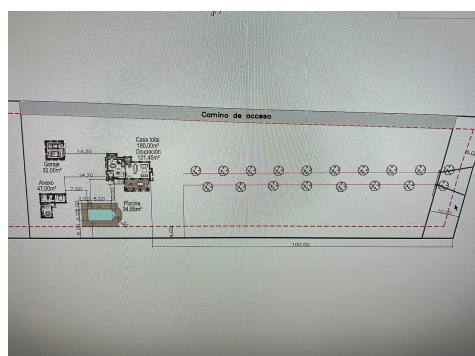 Camino de acceso
Casa total
180,00m²
Ocupación
121,45m²
Garaje
32,00m²
14,20
14,20
Anexo
47,00m²
7,00
Piscina
34,65m²
100,00